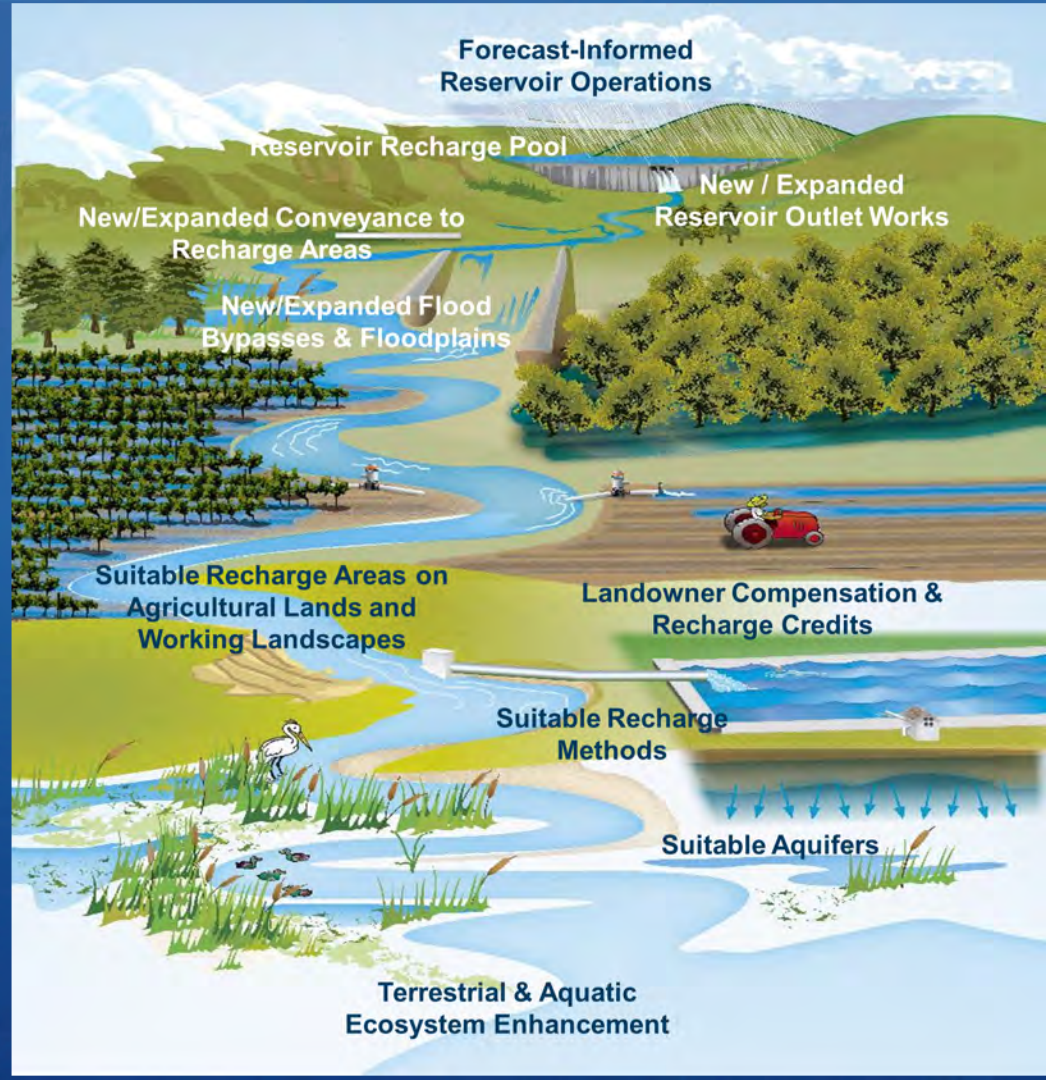 Forecast-Informed
Reservoir Operations
Reservoir Recharge Pool
New / Expanded
Reservoir Outlet Works
New/Expanded Conveyance to
Recharge Areas
New/Expanded Flood
Bypasses & Floodplains
Suitable Recharge Areas on
Agricultural Lands and
Working Landscapes
Landowner Compensation &
Recharge Credits
Suitable Recharge
Methods
Suitable Aquifers
Terrestrial & Aquatic
Ecosystem Enhancement